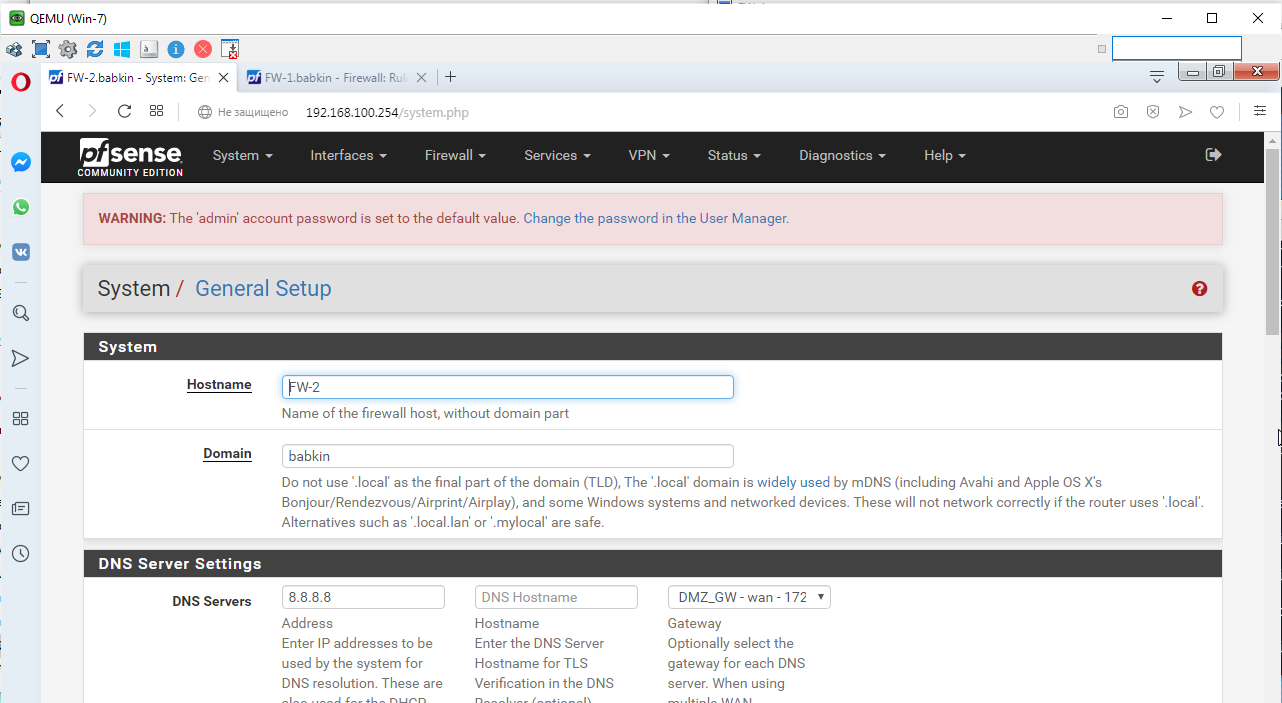 QEMU (Win-7)
FW-2.babkin - System: Gen
FW-1.babkin - Firewall: Rul
Не защищено 192.168.100.254/system.php
pfsense
COMMUNITY EDITION
System Interfaces Firewall Services VPN Status Diagnostics Help
WARNING: The 'admin' account password is set to the default value. Change the password in the User Manager.
System / General Setup
System
Hostname
FW-2
Name of the firewall host, without domain part
Domain
babkin
Do not use '.local' as the final part of the domain (TLD), The '.local' domain is widely used by mDNS (including Avahi and Apple OS X's
Bonjour/Rendezvous/Airprint/Airplay), and some Windows systems and networked devices. These will not network correctly if the router uses '.local'.
Alternatives such as '.local.lan' or '.mylocal' are safe.
DNS Server Settings
DNS Servers
8.8.8.8
Address
Enter IP addresses to be
used by the system for
DNS resolution. These are
also used for the DHCP
DNS Hostname
Hostname
Enter the DNS Server
Hostname for TLS
Verification in the DNS
Resolver (optional)
DMZ_GW - wan - 172
Gateway
Optionally select the
gateway for each DNS
server. When using
multiple WAN